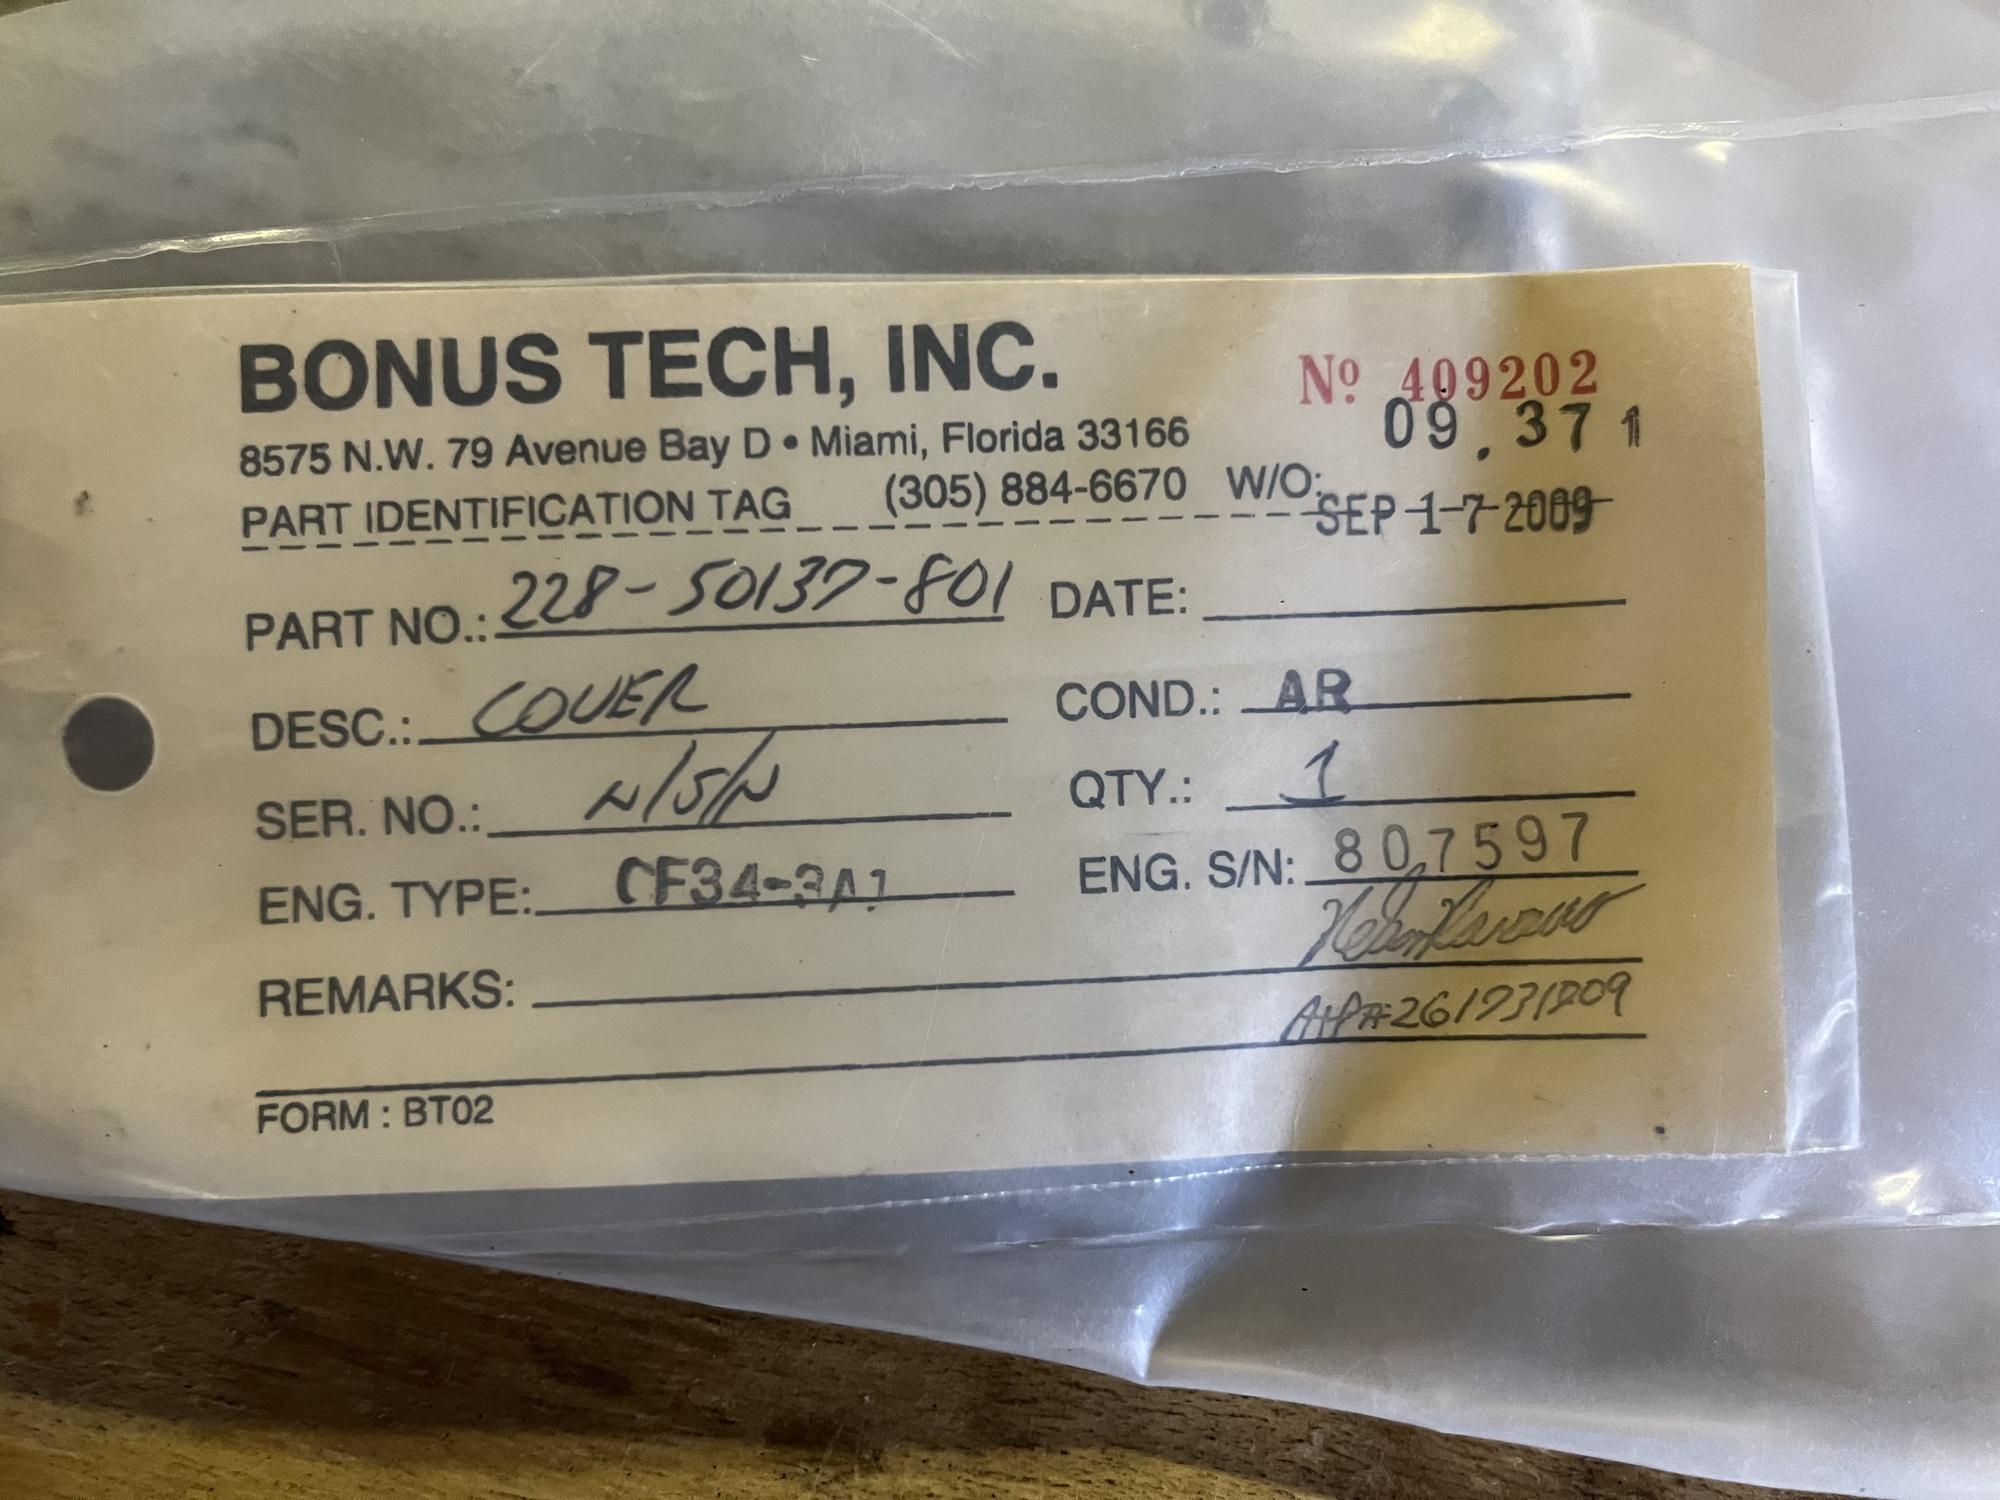 BONUS TECH, INC.
Nº 409202
8575 N.W. 79 Avenue Bay D • Miami, Florida 33166
09.371
PART IDENTIFICATION TAG (305) 884-6670 W/O:
SEP 17 2009
PART NO.: 228-50137-801 DATE:
DESC.: COVER COND.: AR
SER. NO.: N/S/N QTY.: 1
ENG. TYPE: CF34-3A1 ENG. S/N: 807597
REMARKS:
FORM : BT02